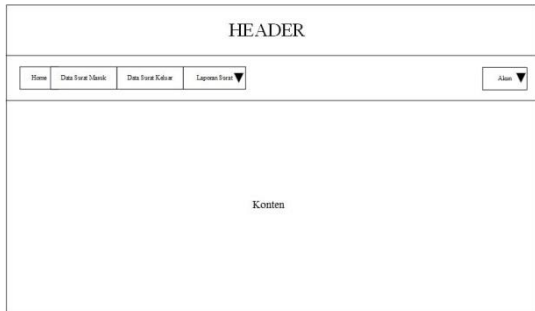 HEADER
Home Data Surat Masuk Data Surat Keluar Laporan Surat Akun
Konten